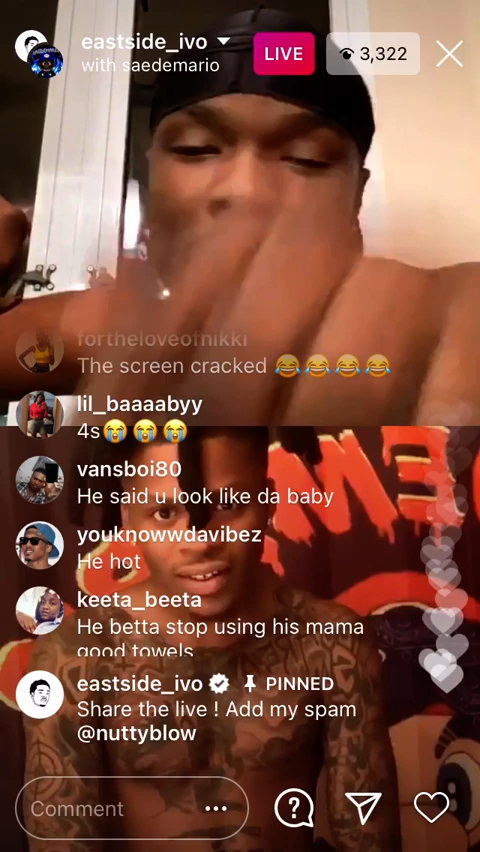 eastside_ivo
with saedemario
LIVE
3,322
fortheloveofnikki
The screen cracked 😂😂😂😂
lil_baaaabyy
4s😭😭😭
vansboi80
He said u look like da baby
youknowwdavibez
He hot
keeta_beeta
He betta stop using his mama
good towels
eastside_ivo PINNED
Share the live ! Add my spam
@nuttyblow
Comment